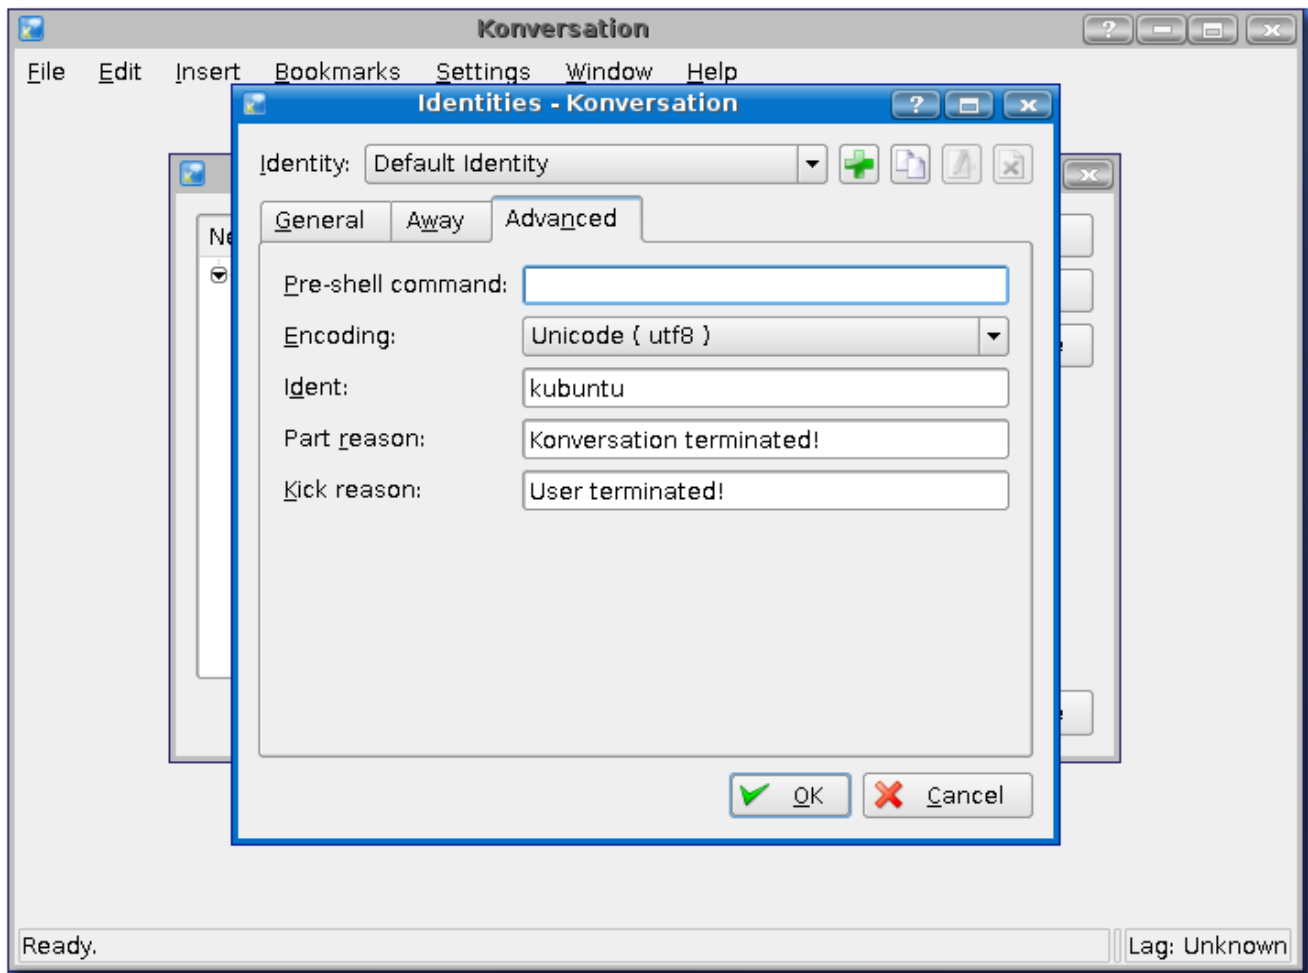 Konversation
File Edit Insert Bookmarks Settings Window Help
Identities - Konversation
Identity: Default Identity
General Away Advanced
Pre-shell command:
Encoding: Unicode ( utf8 )
Ident: kubuntu
Part reason: Konversation terminated!
Kick reason: User terminated!
OK Cancel
Ready. Lag: Unknown